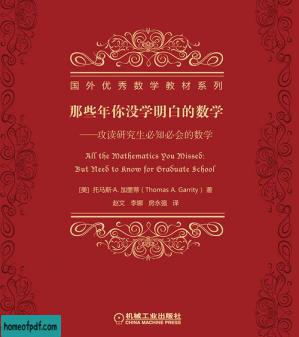 国外优秀数学教材系列
那些年你没学明白的数学
——攻读研究生必知必会的数学
All the Mathematics You Missed:
But Need to Know for Graduate School
[美] 托马斯·A. 加里蒂（Thomas A. Garrity）著
赵文 李娜 房永强 译
机械工业出版社
CHINA MACHINE PRESS
homeofpdf.com
homeofpdf.com